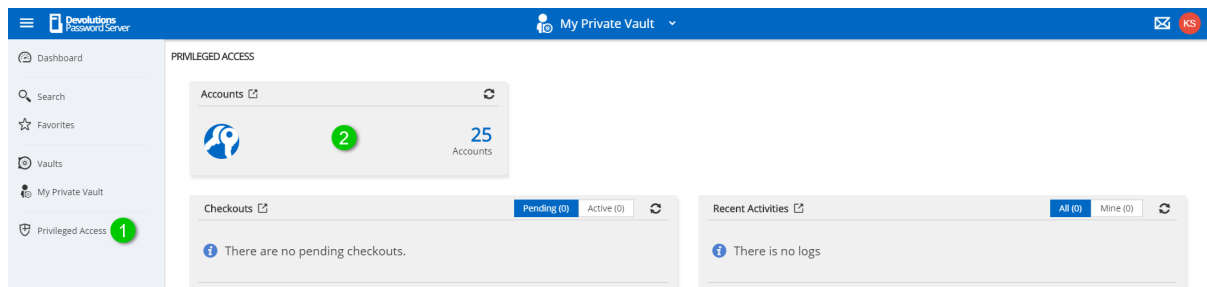 Devolutions
Password Server
My Private Vault
KS
Dashboard
Search
Favorites
Vaults
My Private Vault
Privileged Access 1
PRIVILEGED ACCESS
Accounts
2
25
Accounts
Checkouts
Pending (0) Active (0)
There are no pending checkouts.
Recent Activities
All (0) Mine (0)
There is no logs